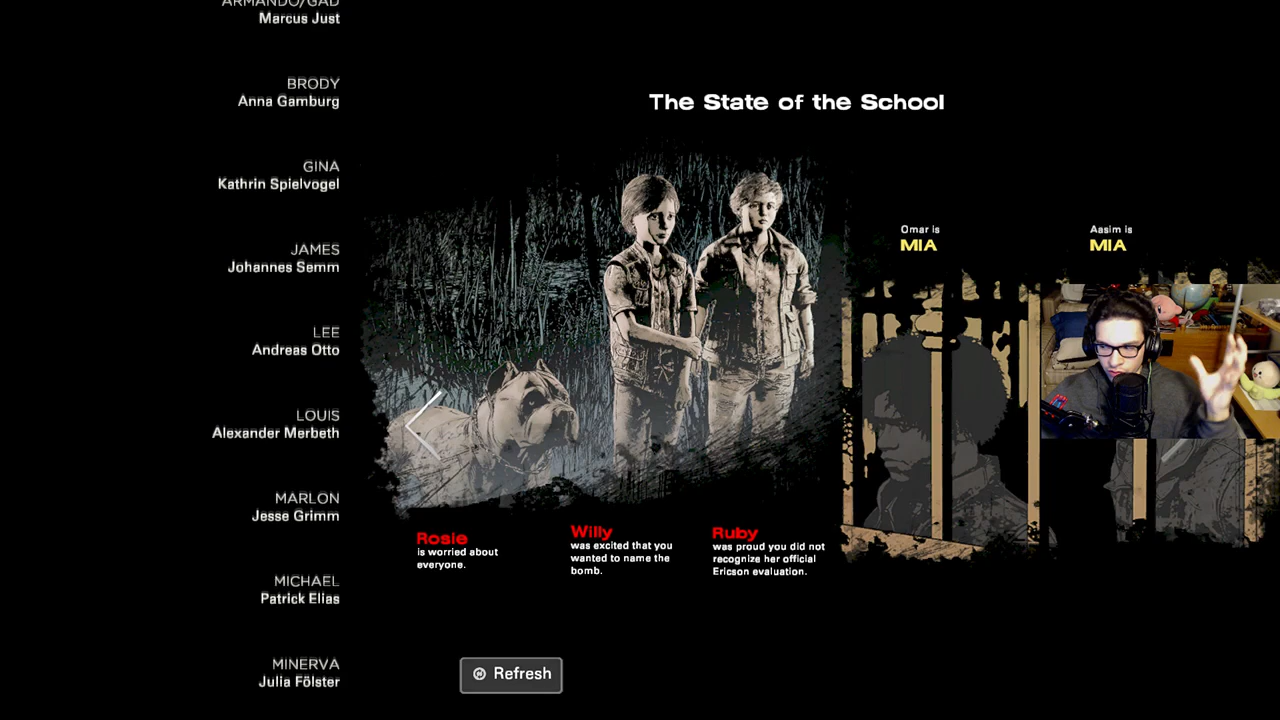 ARMANDO/GAD
Marcus Just
BRODY
Anna Gamburg
GINA
Kathrin Spielvogel
JAMES
Johannes Semm
LEE
Andreas Otto
LOUIS
Alexander Merbeth
MARLON
Jesse Grimm
MICHAEL
Patrick Elias
MINERVA
Julia Fölster
The State of the School
Omar is
MIA
Aasim is
MIA
Rosie
is worried about
everyone.
Willy
was excited that you
wanted to name the
bomb.
Ruby
was proud you did not
recognize her official
Ericson evaluation.
Refresh